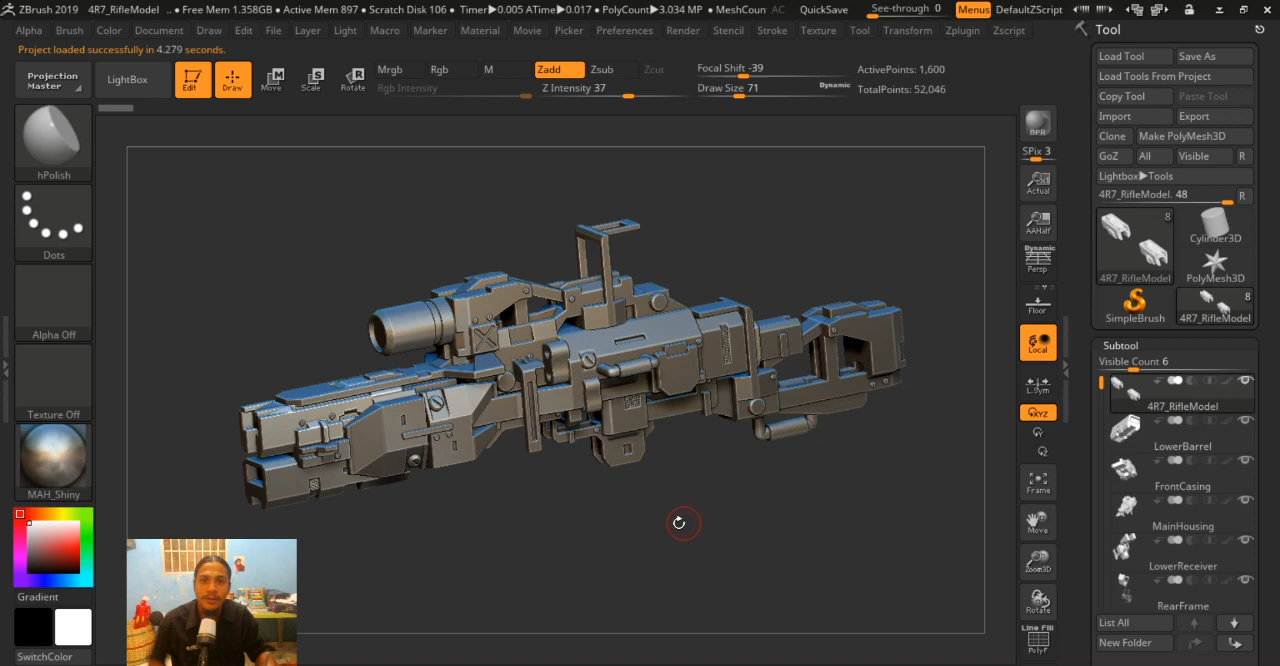 ZBrush 2019 4R7_RifleModel .. • Free Mem 1.358GB • Active Mem 897 • Scratch Disk 106 • Timer▶0.005 ATime▶0.017 • PolyCount▶3.034 MP • MeshCoun AC QuickSave See-through 0 Menus DefaultZScript
Alpha Brush Color Document Draw Edit File Layer Light Macro Marker Material Movie Picker Preferences Render Stencil Stroke Texture Tool Transform Zplugin Zscript
Project loaded successfully in 4.279 seconds.
Projection Master
LightBox
Edit
Draw
Move
Scale
Rotate
Mrgb Rgb M Zadd Zsub Zcut
Rgb Intensity Z Intensity 37
Focal Shift -39
Draw Size 71 Dynamic
ActivePoints: 1,600
TotalPoints: 52,046
hPolish
Dots
Alpha Off
Texture Off
MAH_Shiny
Gradient
SwitchColor
BPR
SPix 3
Actual
AAHalf
Dynamic
Persp
Floor
Local
L.Sym
XYZ
Frame
Move
Zoom3D
Rotate
Line Fill
PolyF
Tool
Load Tool Save As
Load Tools From Project
Copy Tool Paste Tool
Import Export
Clone Make PolyMesh3D
GoZ All Visible R
Lightbox▶Tools
4R7_RifleModel. 48 R
8
4R7_RifleModel
Cylinder3D
PolyMesh3D
SimpleBrush
8
4R7_RifleModel
Subtool
Visible Count 6
4R7_RifleModel
LowerBarrel
FrontCasing
MainHousing
LowerReceiver
RearFrame
List All
New Folder